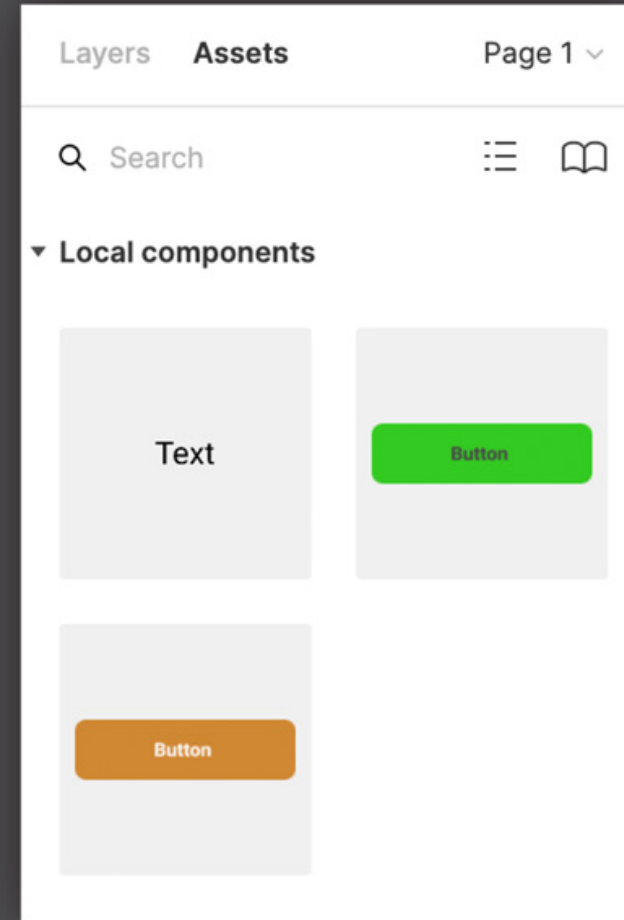 Layers Assets Page 1
Search
Local components
Text Button
Button